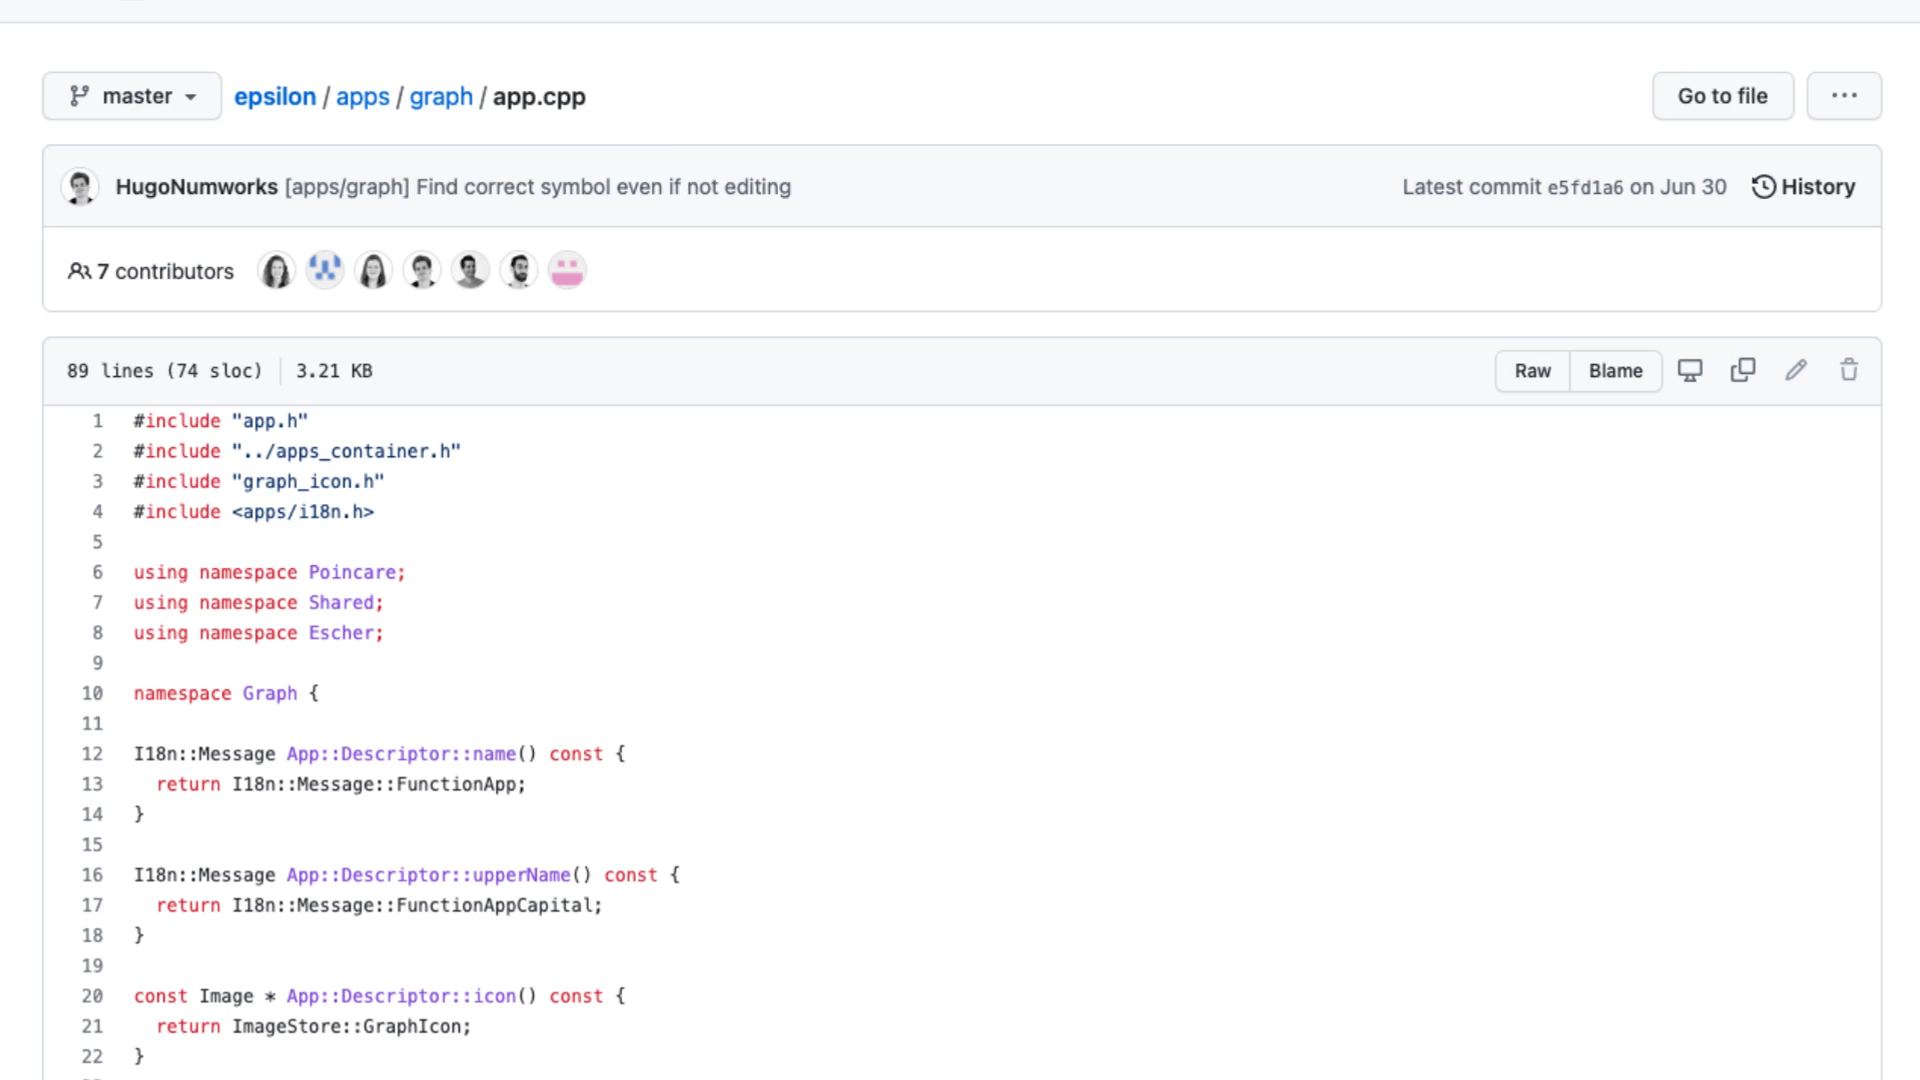 master epsilon / apps / graph / app.cpp Go to file ...
HugoNumworks [apps/graph] Find correct symbol even if not editing Latest commit e5fd1a6 on Jun 30 History
7 contributors
89 lines (74 sloc) 3.21 KB Raw Blame
1 #include "app.h"
2 #include "../apps_container.h"
3 #include "graph_icon.h"
4 #include <apps/i18n.h>
5
6 using namespace Poincare;
7 using namespace Shared;
8 using namespace Escher;
9
10 namespace Graph {
11
12 I18n::Message App::Descriptor::name() const {
13 return I18n::Message::FunctionApp;
14 }
15
16 I18n::Message App::Descriptor::upperName() const {
17 return I18n::Message::FunctionAppCapital;
18 }
19
20 const Image * App::Descriptor::icon() const {
21 return ImageStore::GraphIcon;
22 }